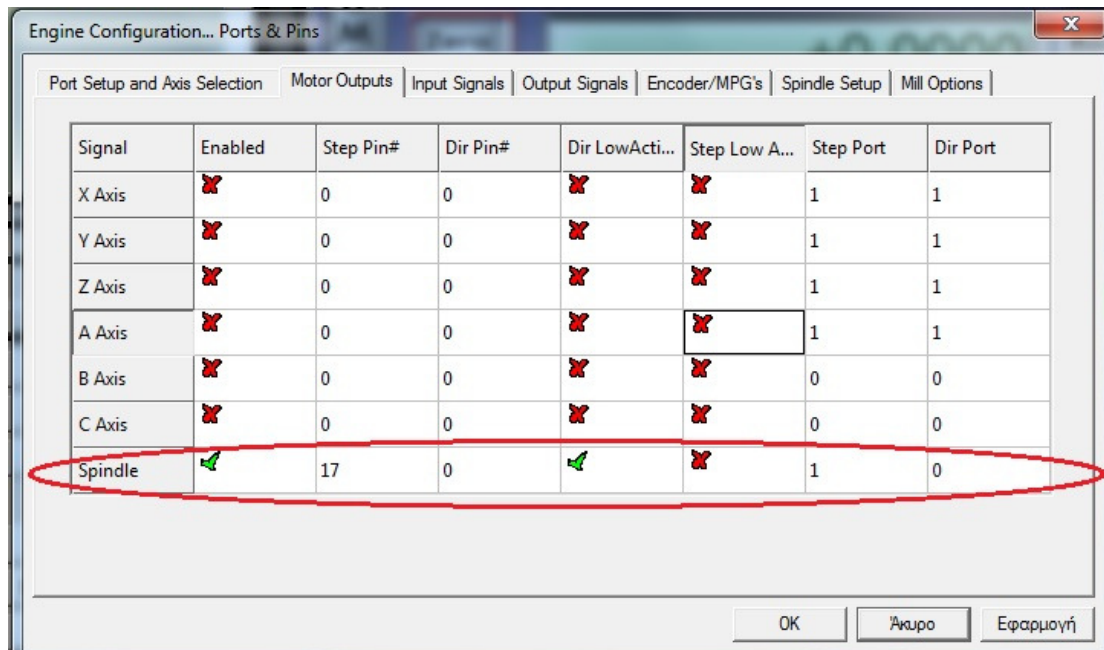 Engine Configuration... Ports & Pins
Port Setup and Axis Selection Motor Outputs Input Signals Output Signals Encoder/MPG's Spindle Setup Mill Options
Signal Enabled Step Pin# Dir Pin# Dir LowActi... Step Low A... Step Port Dir Port
X Axis 0 0 1 1
Y Axis 0 0 1 1
Z Axis 0 0 1 1
A Axis 0 0 1 1
B Axis 0 0 0 0
C Axis 0 0 0 0
Spindle 17 0 1 0
OK Άκυρο Εφαρμογή